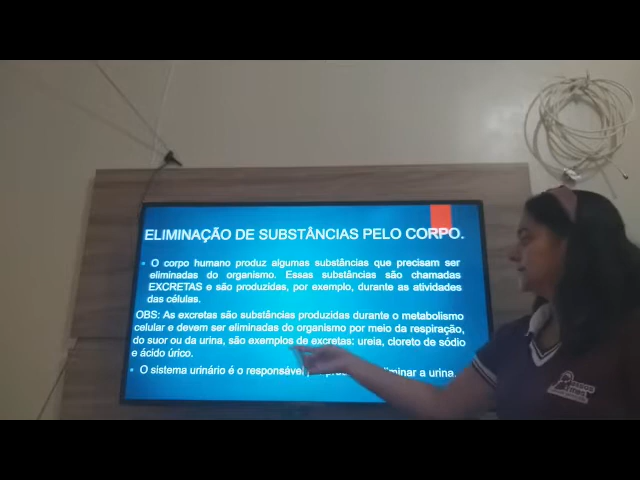 ELIMINAÇÃO DE SUBSTÂNCIAS PELO CORPO.
O corpo humano produz algumas substâncias que precisam ser
eliminadas do organismo. Essas substâncias são chamadas
EXCRETAS e são produzidas, por exemplo, durante as atividades
das células.
OBS: As excretas são substâncias produzidas durante o metabolismo
celular e devem ser eliminadas do organismo por meio da respiração,
do suor ou da urina, são exemplos de excretas: ureia, cloreto de sódio
e ácido úrico.
O sistema urinário é o responsável eliminar a urina.